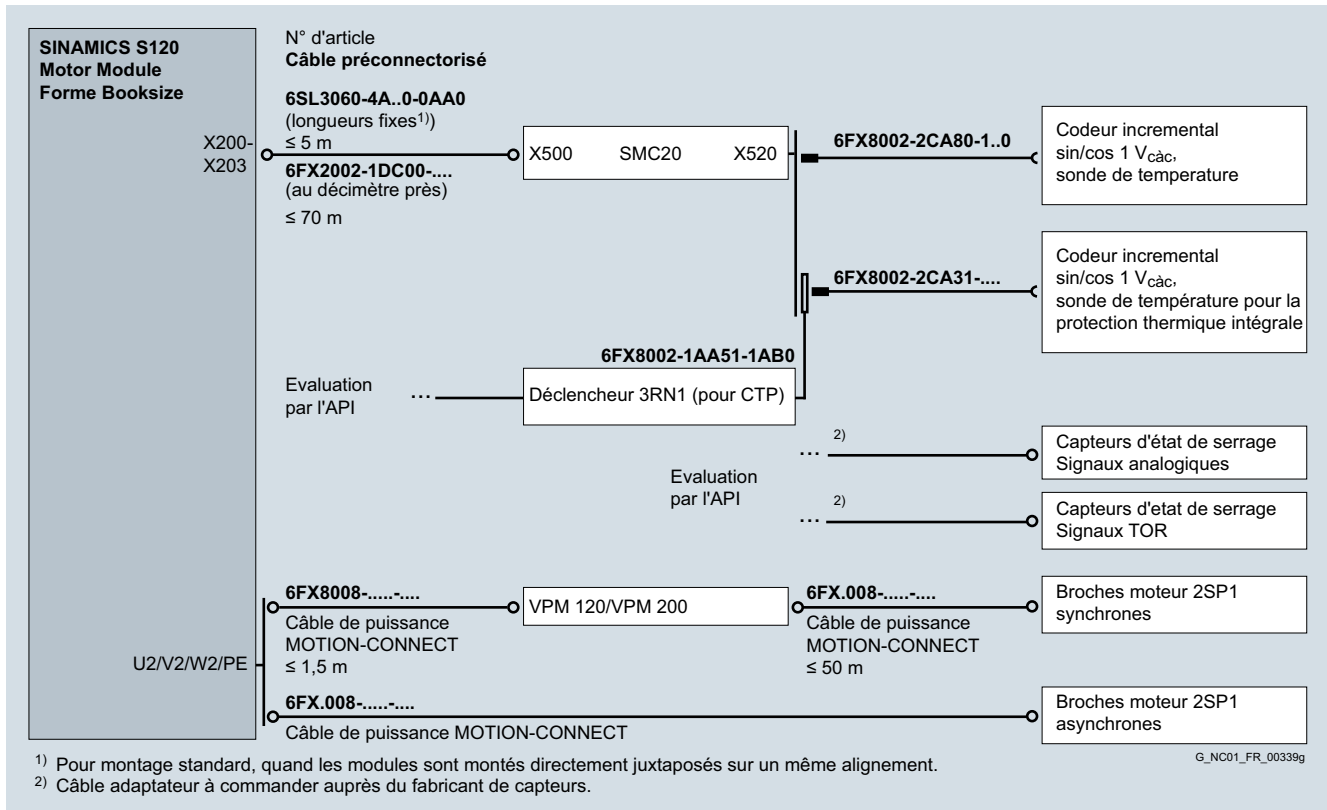 SINAMICS S120
Motor Module
Forme Booksize
N° d'article
Câble préconnectorisé
6SL3060-4A..0-0AA0
(longueurs fixes1))
≤ 5 m
X200-
X203
6FX2002-1DC00-....
(au décimètre près)
≤ 70 m
X500 SMC20 X520
6FX8002-2CA80-1..0
Codeur incremental
sin/cos 1 Vcàc,
sonde de temperature
6FX8002-2CA31-....
Codeur incremental
sin/cos 1 Vcàc,
sonde de température pour la
protection thermique intégrale
6FX8002-1AA51-1AB0
Evaluation
par l'API
...
Déclencheur 3RN1 (pour CTP)
Evaluation
par l'API
... 2)
Capteurs d'état de serrage
Signaux analogiques
... 2)
Capteurs d'etat de serrage
Signaux TOR
U2/V2/W2/PE
6FX8008-.....-....
Câble de puissance
MOTION-CONNECT
≤ 1,5 m
VPM 120/VPM 200
6FX.008-.....-....
Câble de puissance
MOTION-CONNECT
≤ 50 m
Broches moteur 2SP1
synchrones
6FX.008-.....-....
Câble de puissance MOTION-CONNECT
Broches moteur 2SP1
asynchrones
1) Pour montage standard, quand les modules sont montés directement juxtaposés sur un même alignement.
2) Câble adaptateur à commander auprès du fabricant de capteurs.
G_NC01_FR_00339g